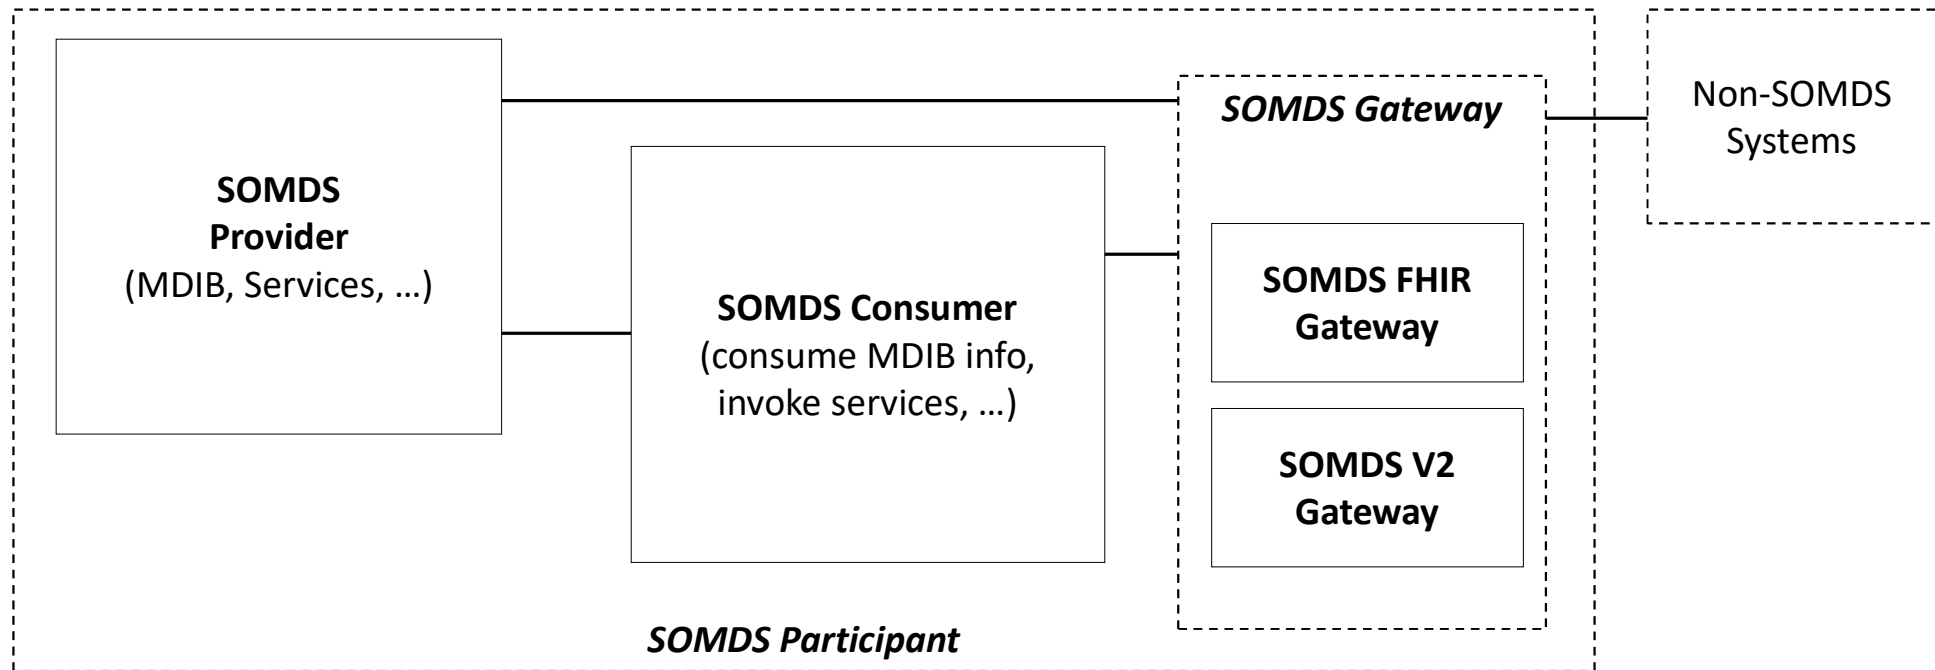 SOMDS
Provider
(MDIB, Services, …)
SOMDS Consumer
(consume MDIB info,
invoke services, …)
SOMDS Gateway
SOMDS FHIR
Gateway
SOMDS V2
Gateway
Non-SOMDS
Systems
SOMDS Participant